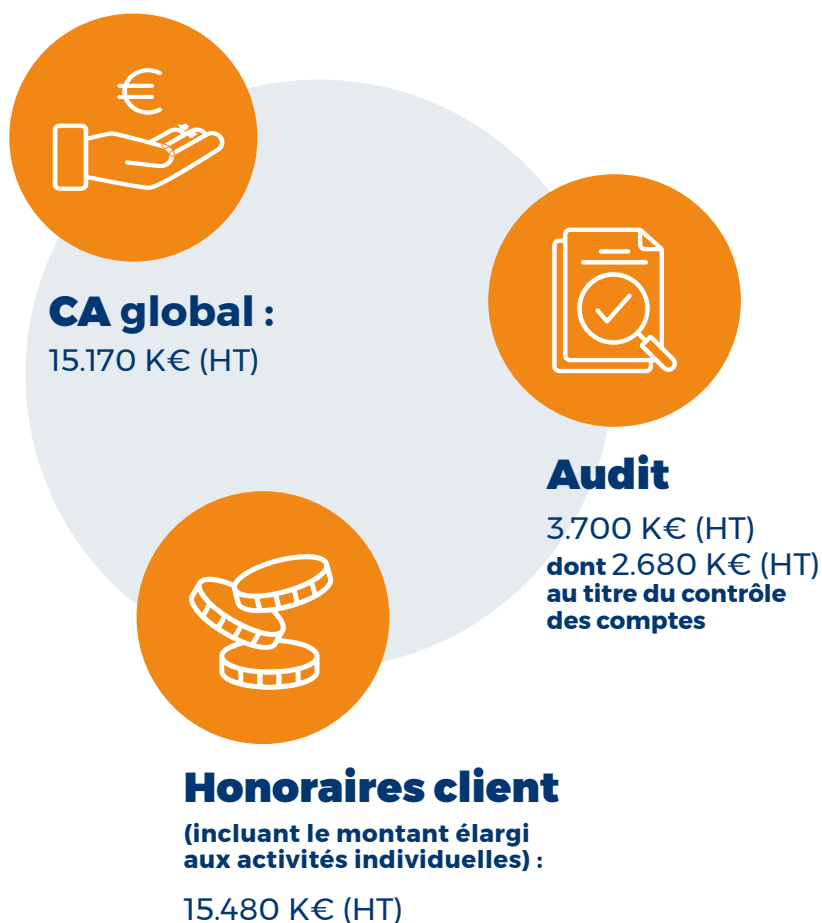 €
CA global :
15.170 K€ (HT)
Audit
3.700 K€ (HT)
dont 2.680 K€ (HT)
au titre du contrôle
des comptes
Honoraires client
(incluant le montant élargi
aux activités individuelles) :
15.480 K€ (HT)